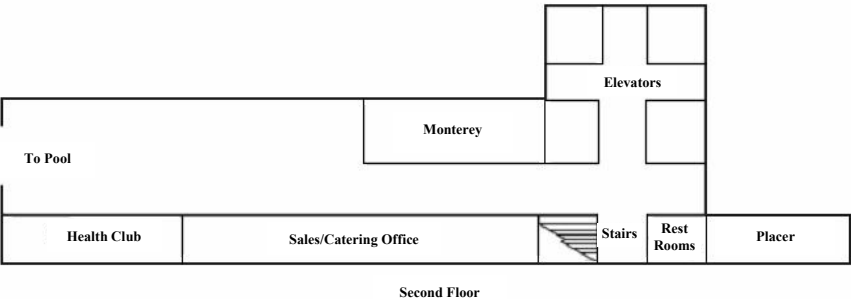 Elevators
Monterey
To Pool
Health Club
Sales/Catering Office
Stairs
Rest
Rooms
Placer
Second Floor